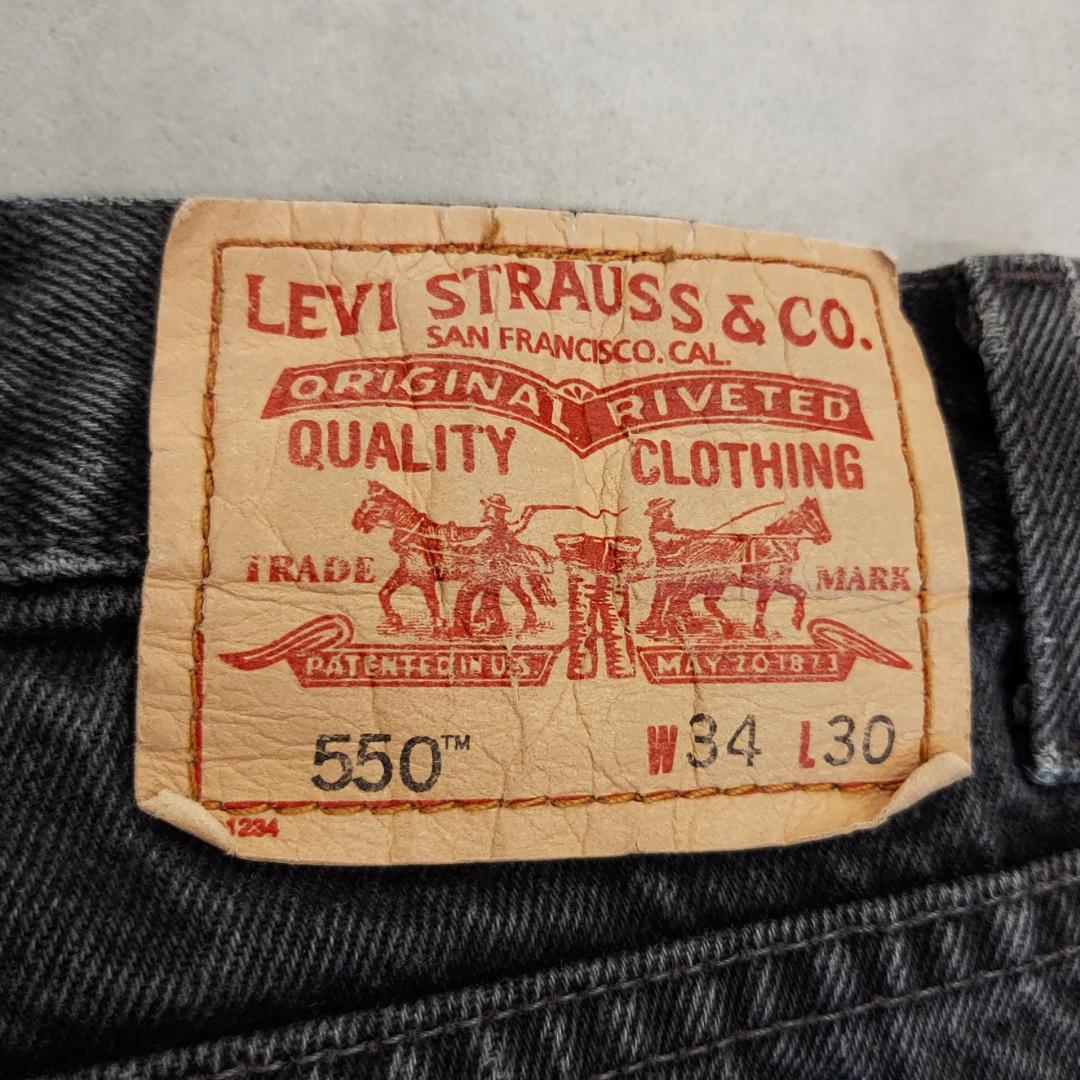 LEVI STRAUSS & CO.
SAN FRANCISCO. CAL.
ORIGINAL RIVETED
QUALITY CLOTHING
TRADE MARK
PATENTED IN U.S. MAY 20 1873
550™ W34 L30
1234